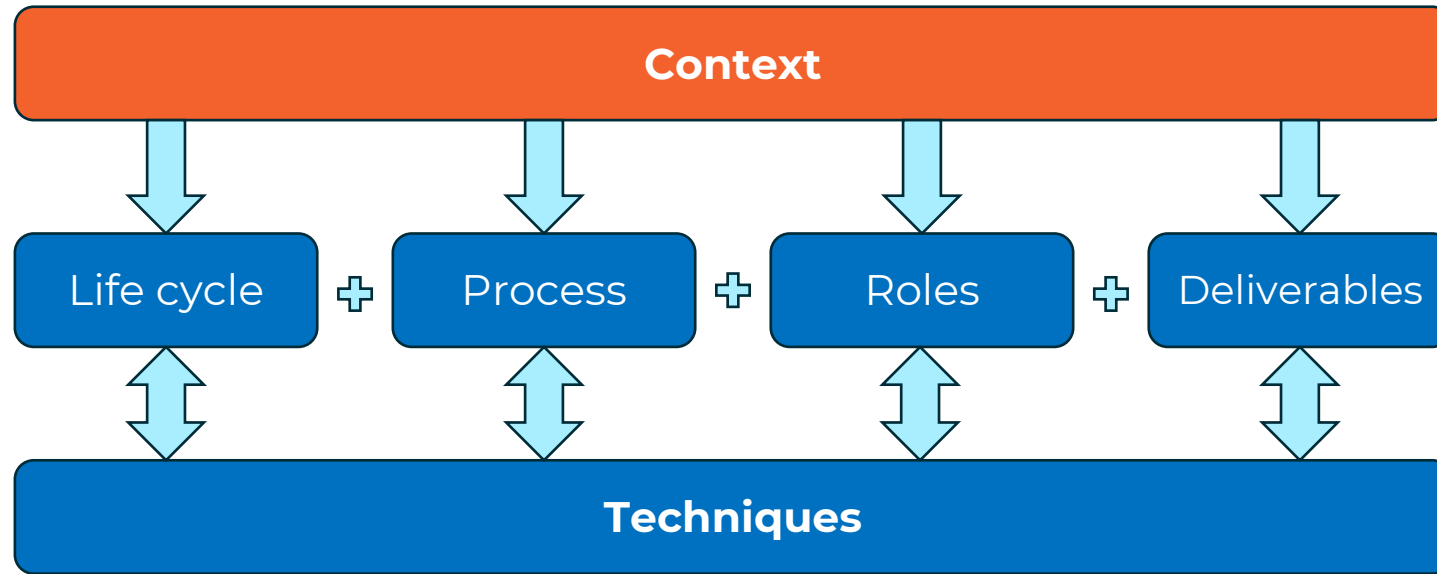 Context
Life cycle
Process
Roles
Deliverables
Techniques